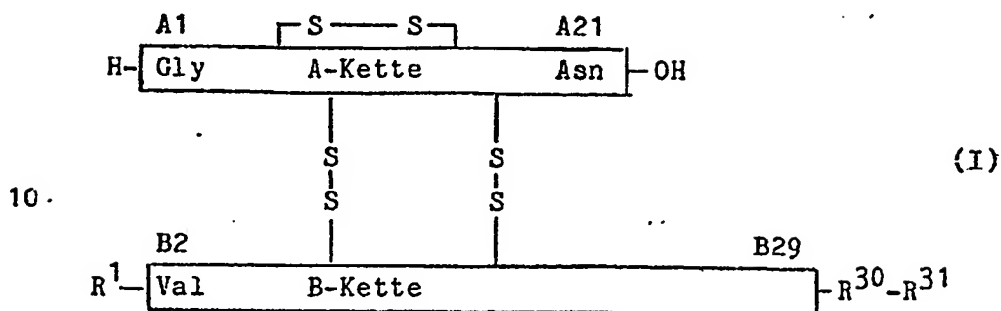 A1 S S A21
H- Gly A-Kette Asn -OH
S S
S S
(I)
10.
B2 B29
R¹ Val B-Kette -R³⁰-R³¹